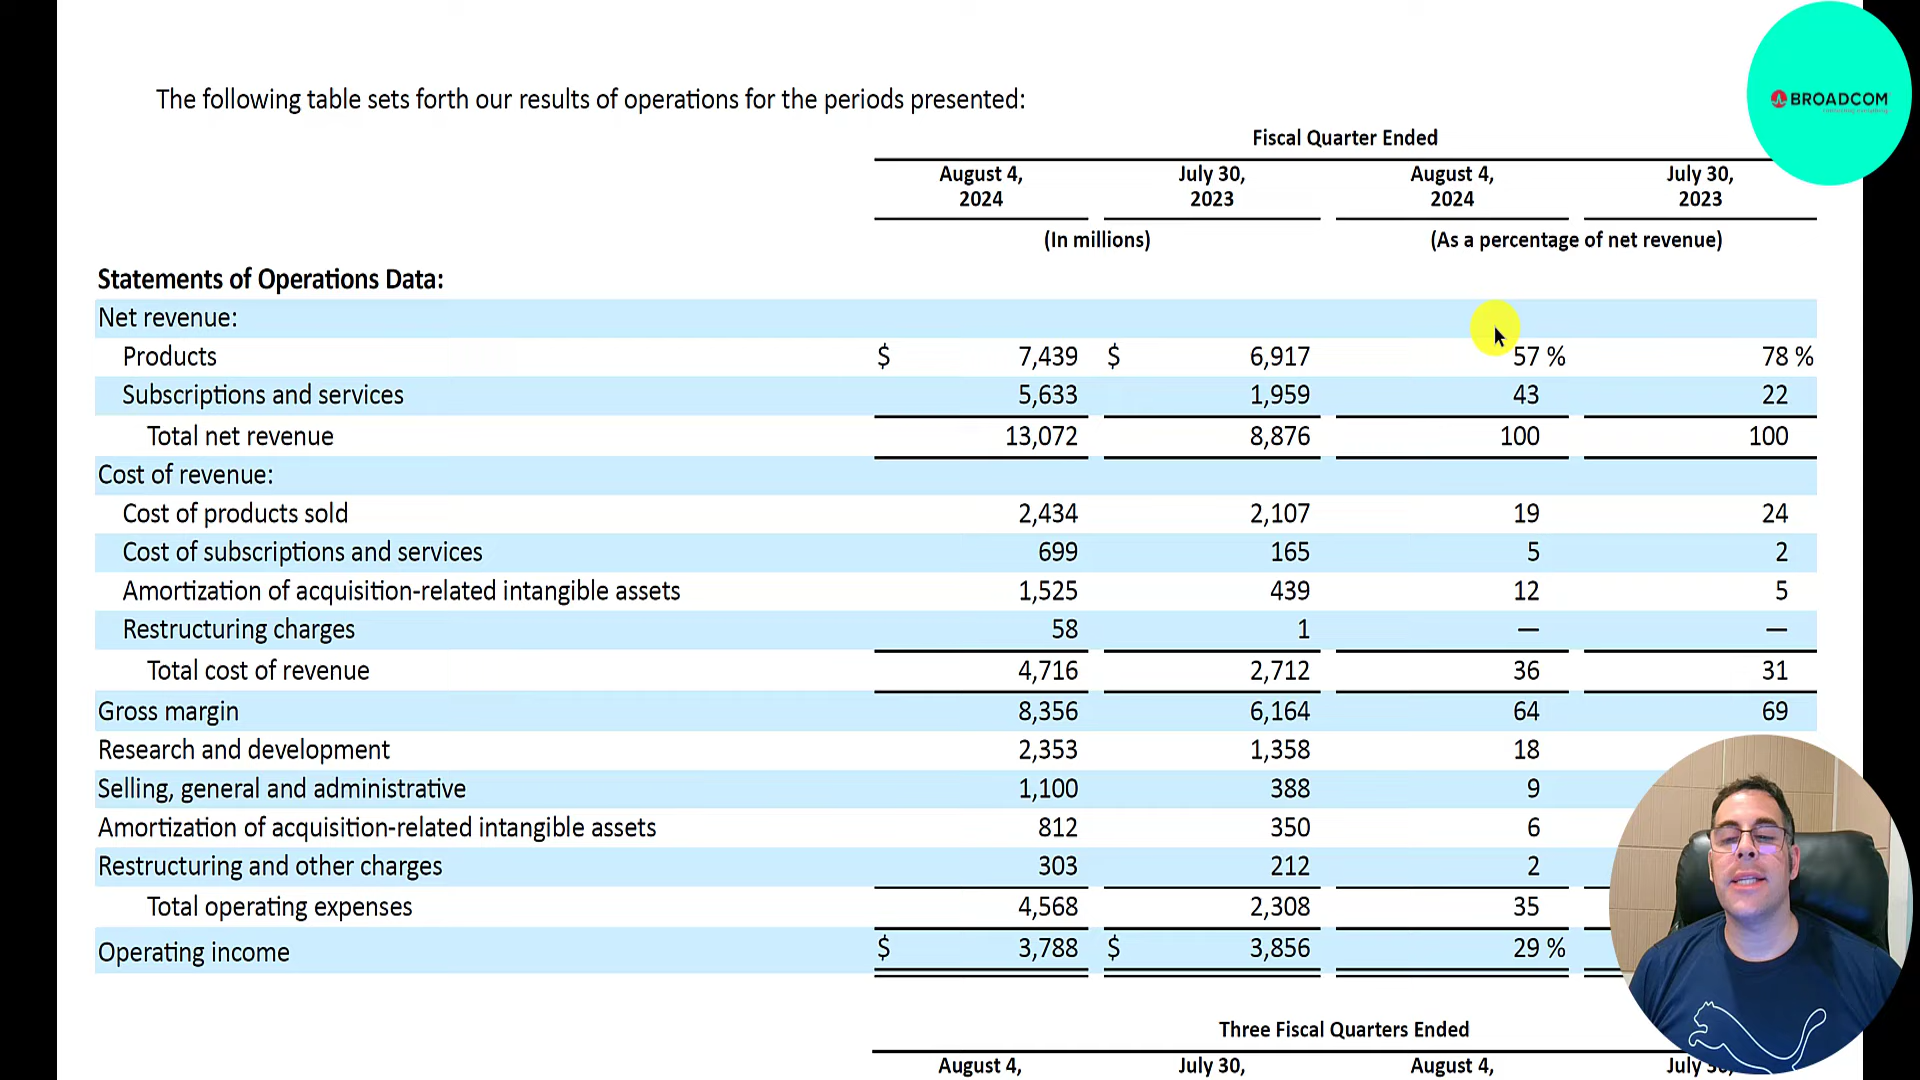 The following table sets forth our results of operations for the periods presented:
BROADCOM
Fiscal Quarter Ended
August 4, 2024 July 30, 2023 August 4, 2024 July 30, 2023
(In millions) (As a percentage of net revenue)
Statements of Operations Data:
Net revenue:
Products $ 7,439 $ 6,917 57 % 78 %
Subscriptions and services 5,633 1,959 43 22
Total net revenue 13,072 8,876 100 100
Cost of revenue:
Cost of products sold 2,434 2,107 19 24
Cost of subscriptions and services 699 165 5 2
Amortization of acquisition-related intangible assets 1,525 439 12 5
Restructuring charges 58 1 — —
Total cost of revenue 4,716 2,712 36 31
Gross margin 8,356 6,164 64 69
Research and development 2,353 1,358 18
Selling, general and administrative 1,100 388 9
Amortization of acquisition-related intangible assets 812 350 6
Restructuring and other charges 303 212 2
Total operating expenses 4,568 2,308 35
Operating income $ 3,788 $ 3,856 29 %
Three Fiscal Quarters Ended
August 4, July 30, August 4,